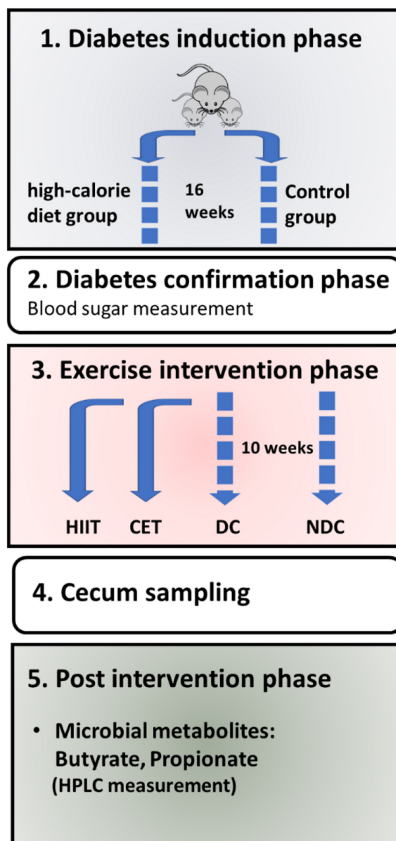 1. Diabetes induction phase
high-calorie
diet group
16
weeks
Control
group
2. Diabetes confirmation phase
Blood sugar measurement
3. Exercise intervention phase
10 weeks
HIIT CET DC NDC
4. Cecum sampling
5. Post intervention phase
• Microbial metabolites:
Butyrate, Propionate
(HPLC measurement)